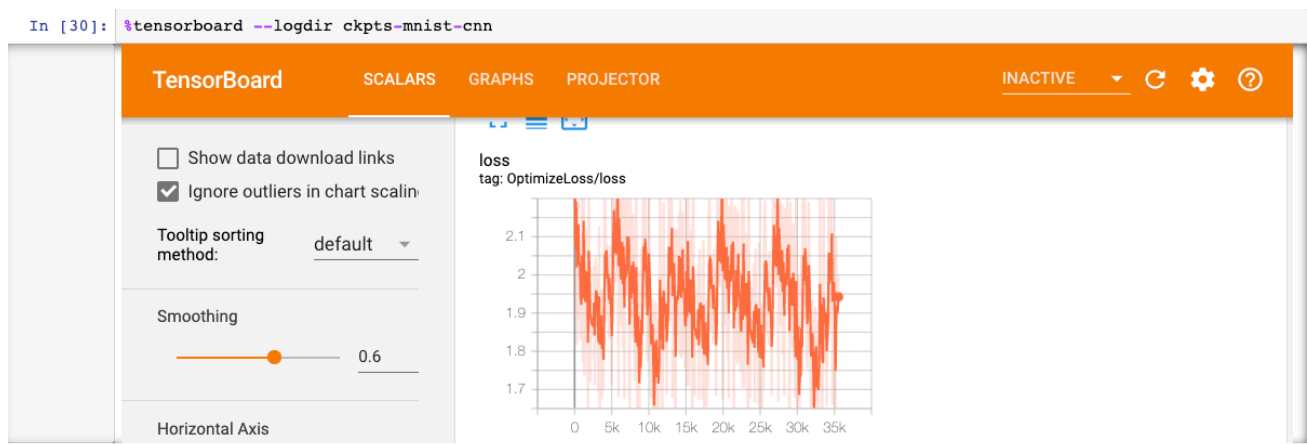 In [30]: %tensorboard --logdir ckpts-mnist-cnn
TensorBoard SCALARS GRAPHS PROJECTOR INACTIVE
Show data download links
Ignore outliers in chart scalin
Tooltip sorting
method: default
Smoothing
0.6
Horizontal Axis
loss
tag: OptimizeLoss/loss
2.1
2
1.9
1.8
1.7
0 5k 10k 15k 20k 25k 30k 35k